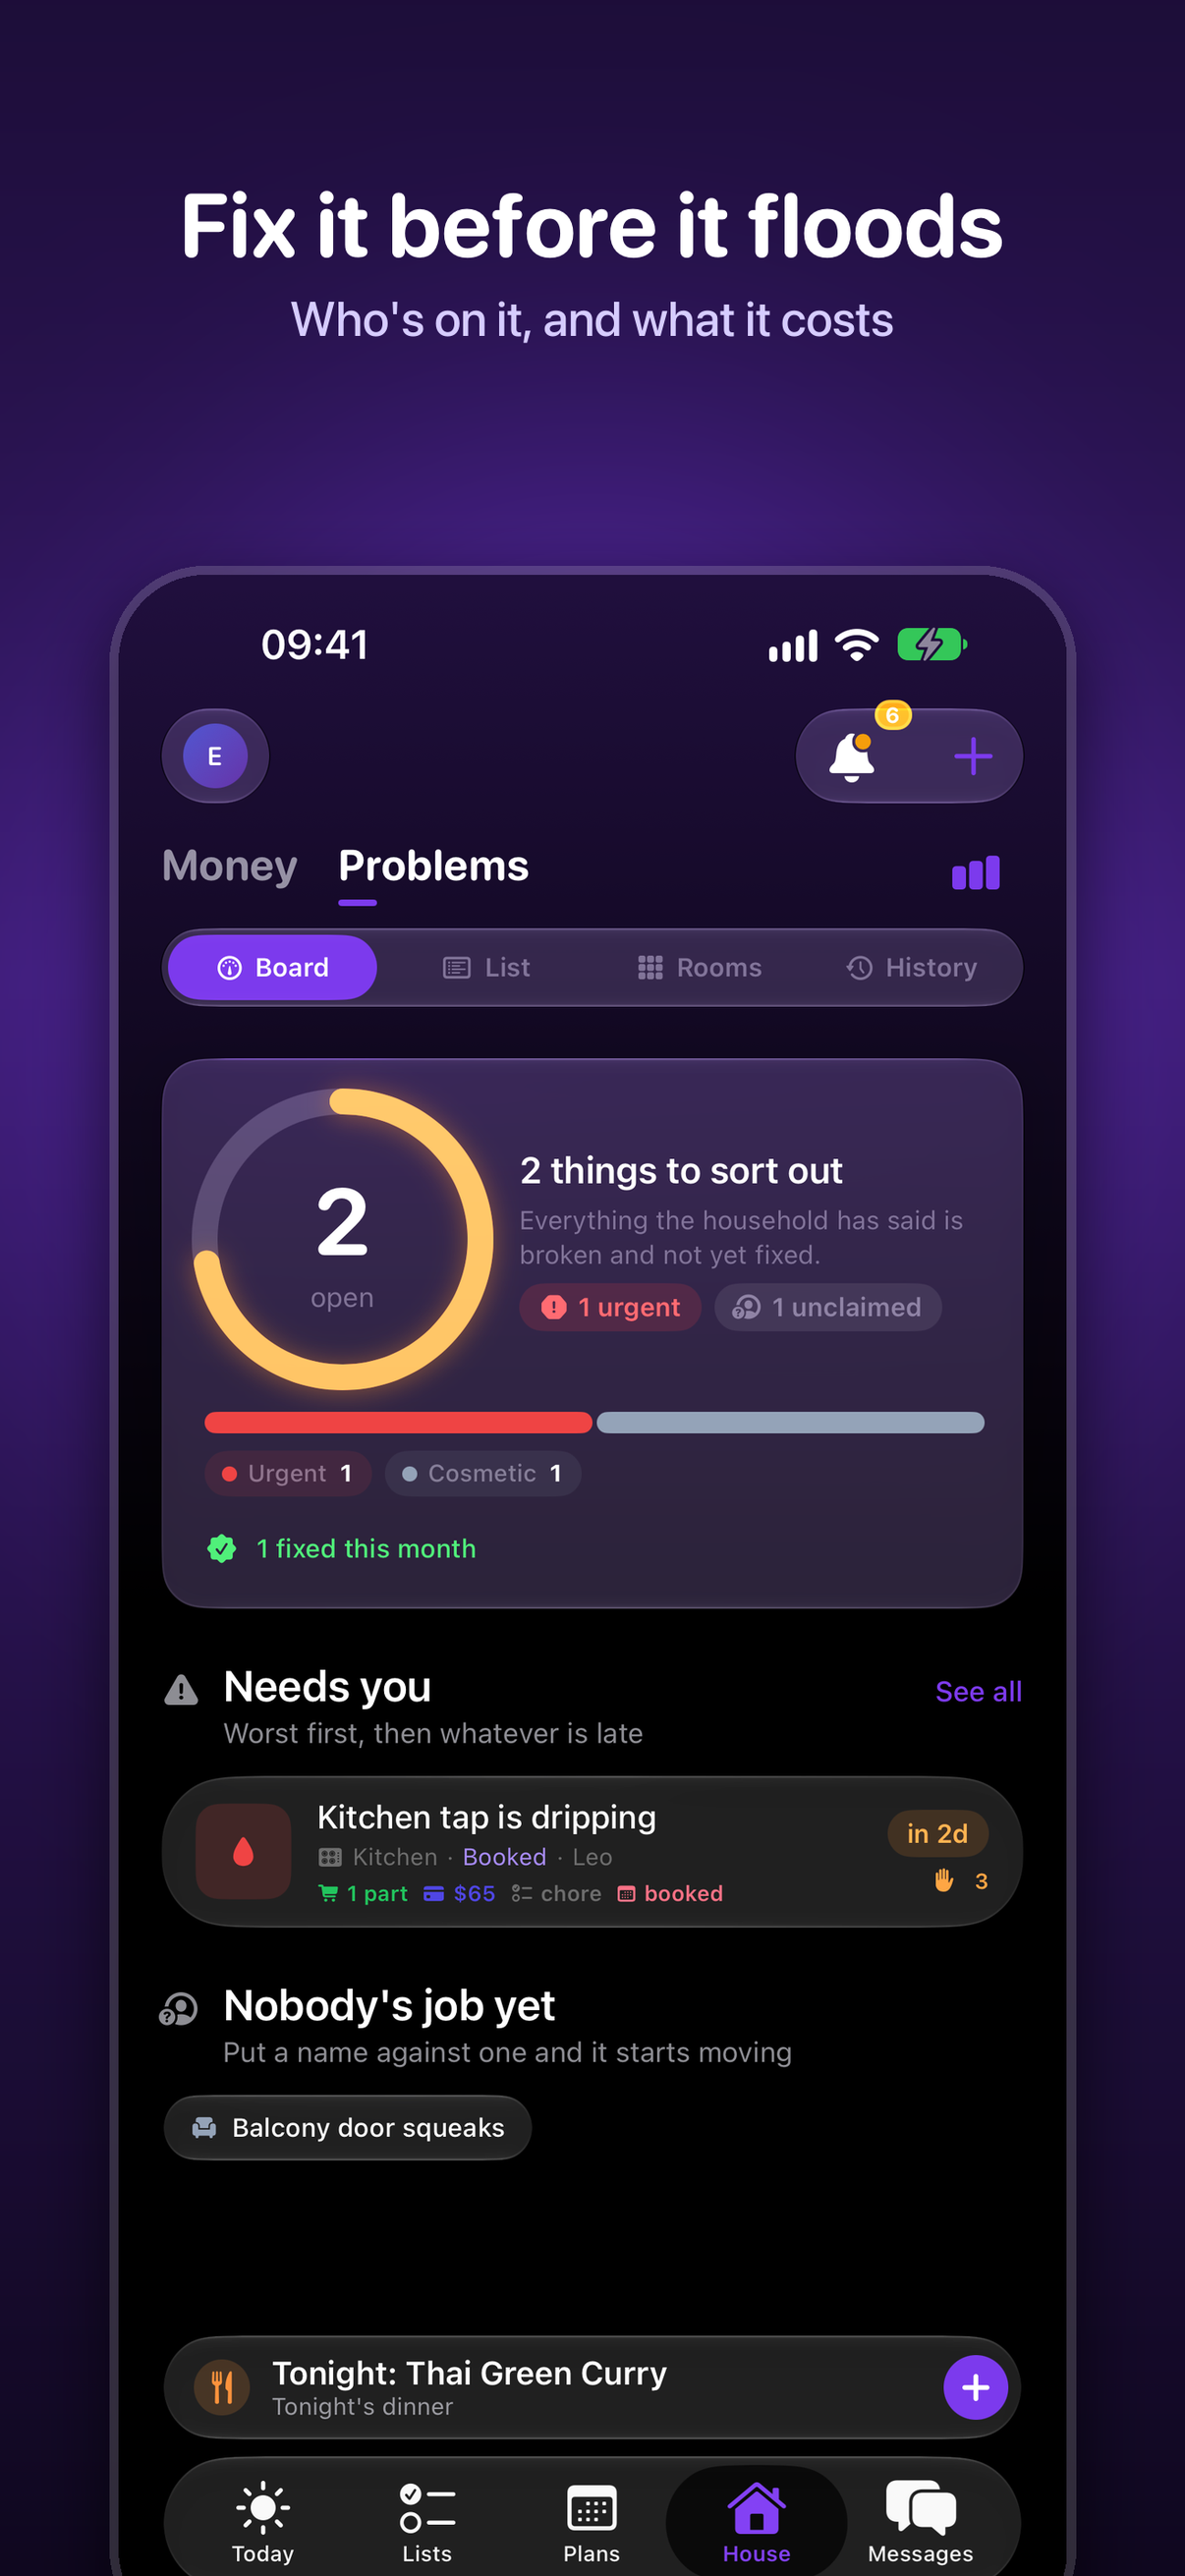 Fix it before it floods
Who's on it, and what it costs
09:41
E
6
Money Problems
Board List Rooms History
2
open
2 things to sort out
Everything the household has said is
broken and not yet fixed.
1 urgent 1 unclaimed
Urgent 1 Cosmetic 1
1 fixed this month
Needs you
See all
Worst first, then whatever is late
Kitchen tap is dripping
in 2d
Kitchen · Booked · Leo
1 part $65 chore booked
3
Nobody's job yet
Put a name against one and it starts moving
Balcony door squeaks
Tonight: Thai Green Curry
Tonight's dinner
Today Lists Plans House Messages